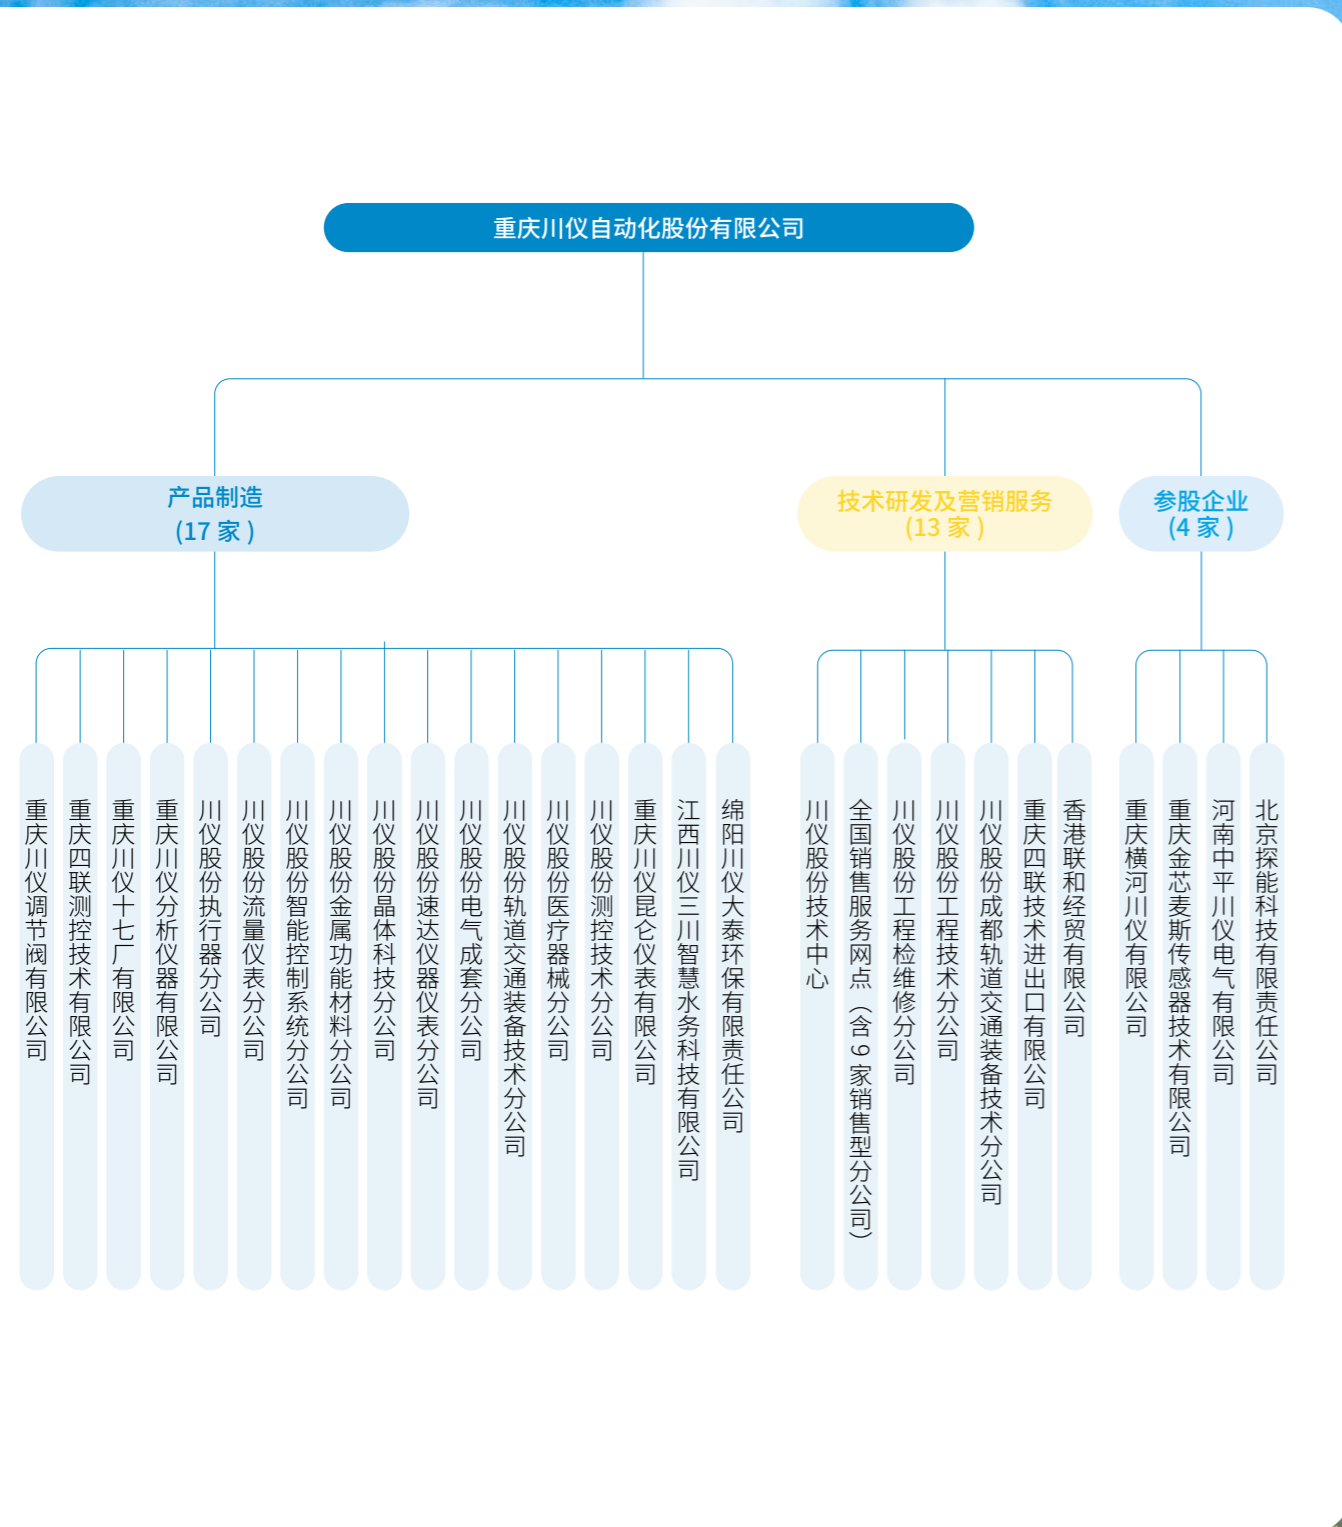 重庆川仪自动化股份有限公司
产品制造
(17 家 )
技术研发及营销服务
(13 家 )
参股企业
(4 家 )
重庆川仪调节阀有限公司
重庆四联测控技术有限公司
重庆川仪十七厂有限公司
重庆川仪分析仪器有限公司
川仪股份执行器分公司
川仪股份流量仪表分公司
川仪股份智能控制系统分公司
川仪股份金属功能材料分公司
川仪股份晶体科技分公司
川仪股份速达仪器仪表分公司
川仪股份电气成套分公司
川仪股份轨道交通装备技术分公司
川仪股份医疗器械分公司
川仪股份测控技术分公司
重庆川仪昆仑仪表有限公司
江西川仪三川智慧水务科技有限公司
绵阳川仪大泰环保有限责任公司
川仪股份技术中心
全国销售服务网点（含 9 家销售型分公司）
川仪股份工程检维修分公司
川仪股份工程技术分公司
川仪股份成都轨道交通装备技术分公司
重庆四联技术进出口有限公司
香港联和经贸有限公司
重庆横河川仪有限公司
重庆金芯麦斯传感器技术有限公司
河南中平川仪电气有限公司
北京探能科技有限责任公司